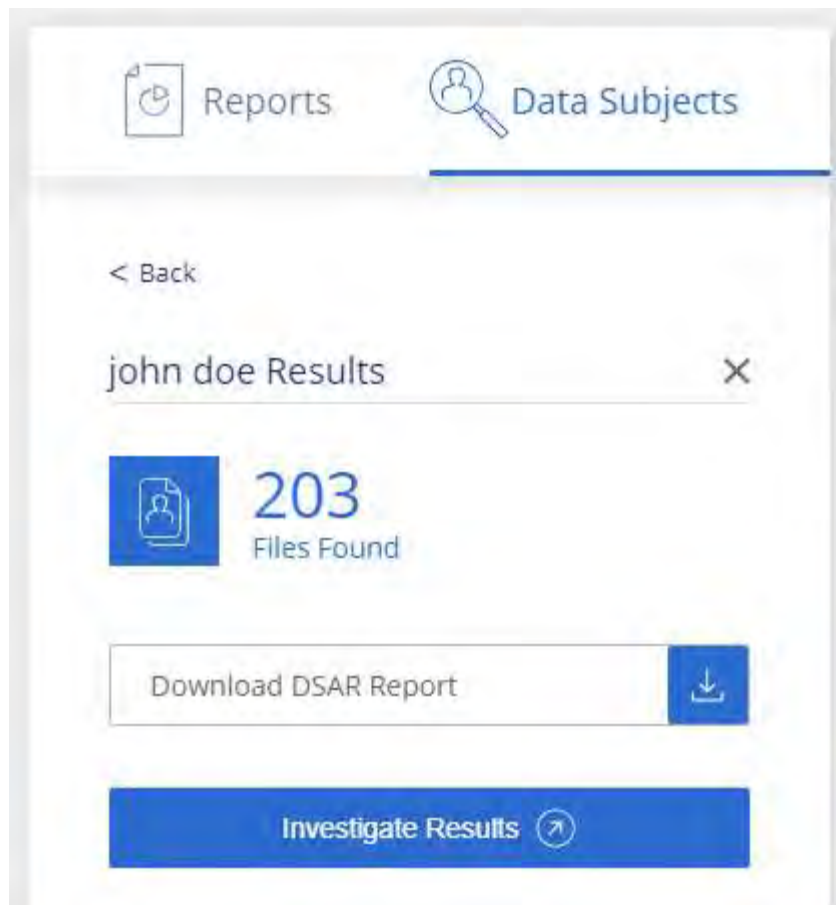 Reports
Data Subjects
< Back
john doe Results
203
Files Found
Download DSAR Report
Investigate Results